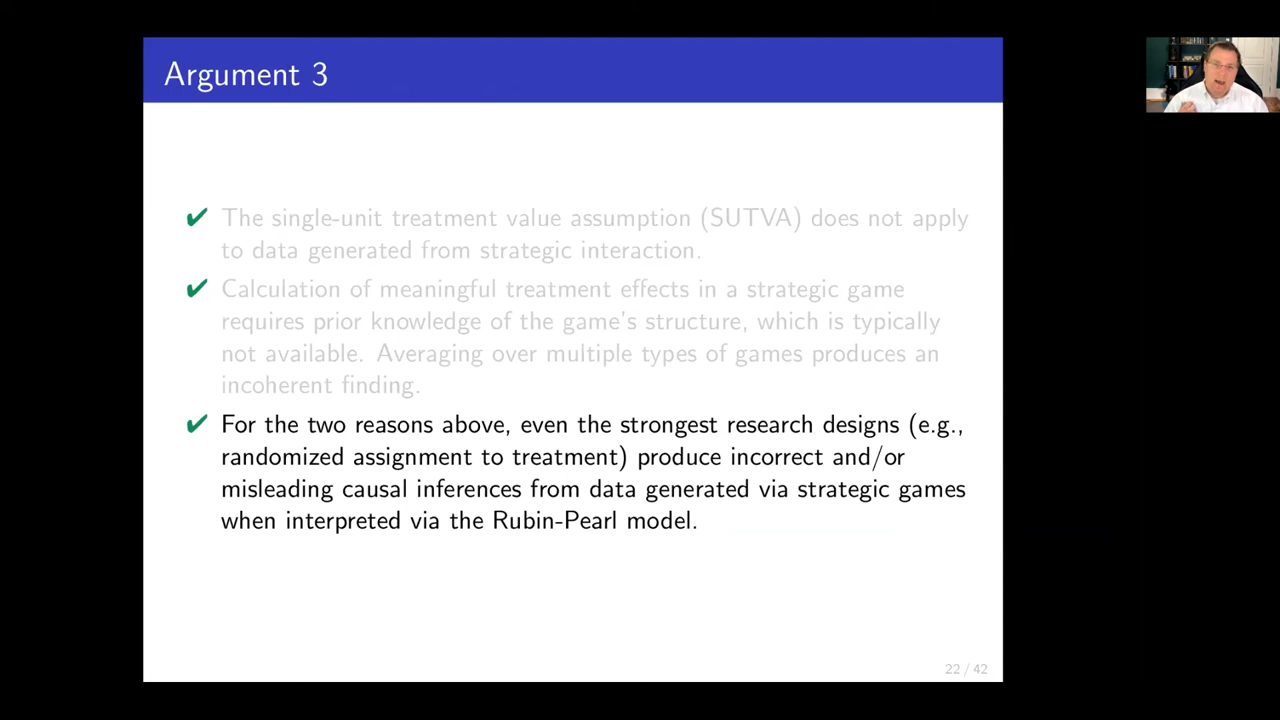 Argument 3
✔ The single-unit treatment value assumption (SUTVA) does not apply
to data generated from strategic interaction.
✔ Calculation of meaningful treatment effects in a strategic game
requires prior knowledge of the game's structure, which is typically
not available. Averaging over multiple types of games produces an
incoherent finding.
✔ For the two reasons above, even the strongest research designs (e.g.,
randomized assignment to treatment) produce incorrect and/or
misleading causal inferences from data generated via strategic games
when interpreted via the Rubin-Pearl model.
22 / 42